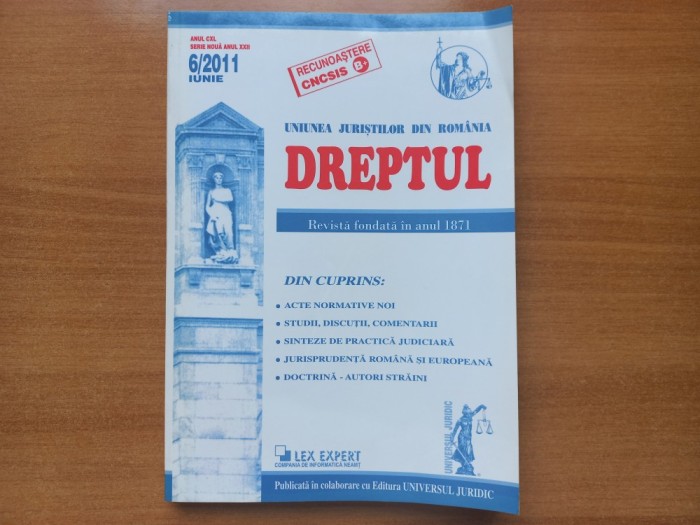 ANUL CXL
SERIE NOUĂ ANUL XXII
6/2011
IUNIE
RECUNOAŞTERE
CNCSIS B+
UNIUNEA JURIŞTILOR DIN ROMÂNIA
DREPTUL
Revistă fondată în anul 1871
DIN CUPRINS:
ACTE NORMATIVE NOI
STUDII, DISCUŢII, COMENTARII
SINTEZE DE PRACTICĂ JUDICIARĂ
JURISPRUDENŢĂ ROMÂNĂ ŞI EUROPEANĂ
DOCTRINĂ - AUTORI STRĂINI
LEX EXPERT
COMPANIA DE INFORMATICA NEAMŢ
UNIVERSUL JURIDIC
Publicată în colaborare cu Editura UNIVERSUL JURIDIC